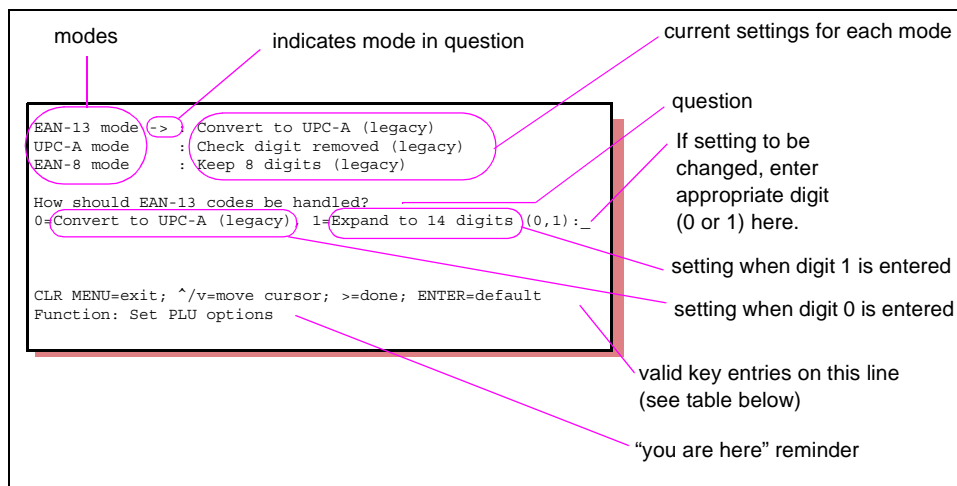 modes
indicates mode in question
current settings for each mode
question
If setting to be
changed, enter
appropriate digit
(0 or 1) here.
EAN-13 mode -> : Convert to UPC-A (legacy)
UPC-A mode : Check digit removed (legacy)
EAN-8 mode : Keep 8 digits (legacy)
How should EAN-13 codes be handled?
0=Convert to UPC-A (legacy), 1=Expand to 14 digits (0,1):_
setting when digit 1 is entered
setting when digit 0 is entered
CLR MENU=exit; ^/v=move cursor; >=done; ENTER=default
Function: Set PLU options
valid key entries on this line
(see table below)
“you are here” reminder